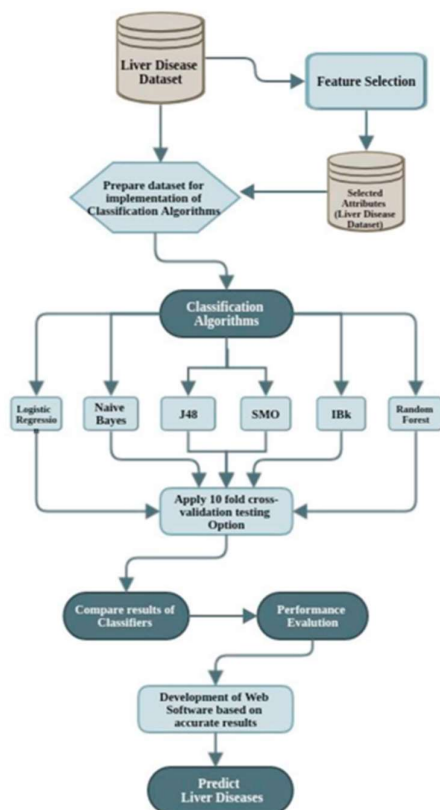 Liver Disease
Dataset
Feature Selection
Prepare dataset for
implementation of
Classification Algorithms
Selected
Attributes
(Liver Disease
Dataset)
Classification
Algorithms
Logistic
Regressio
Naive
Bayes
J48
SMO
IBk
Random
Forest
Apply 10 fold cross-
validation testing
Option
Compare results of
Classifiers
Performance
Evalution
Development of Web
Software based on
accurate results
Predict
Liver Diseases